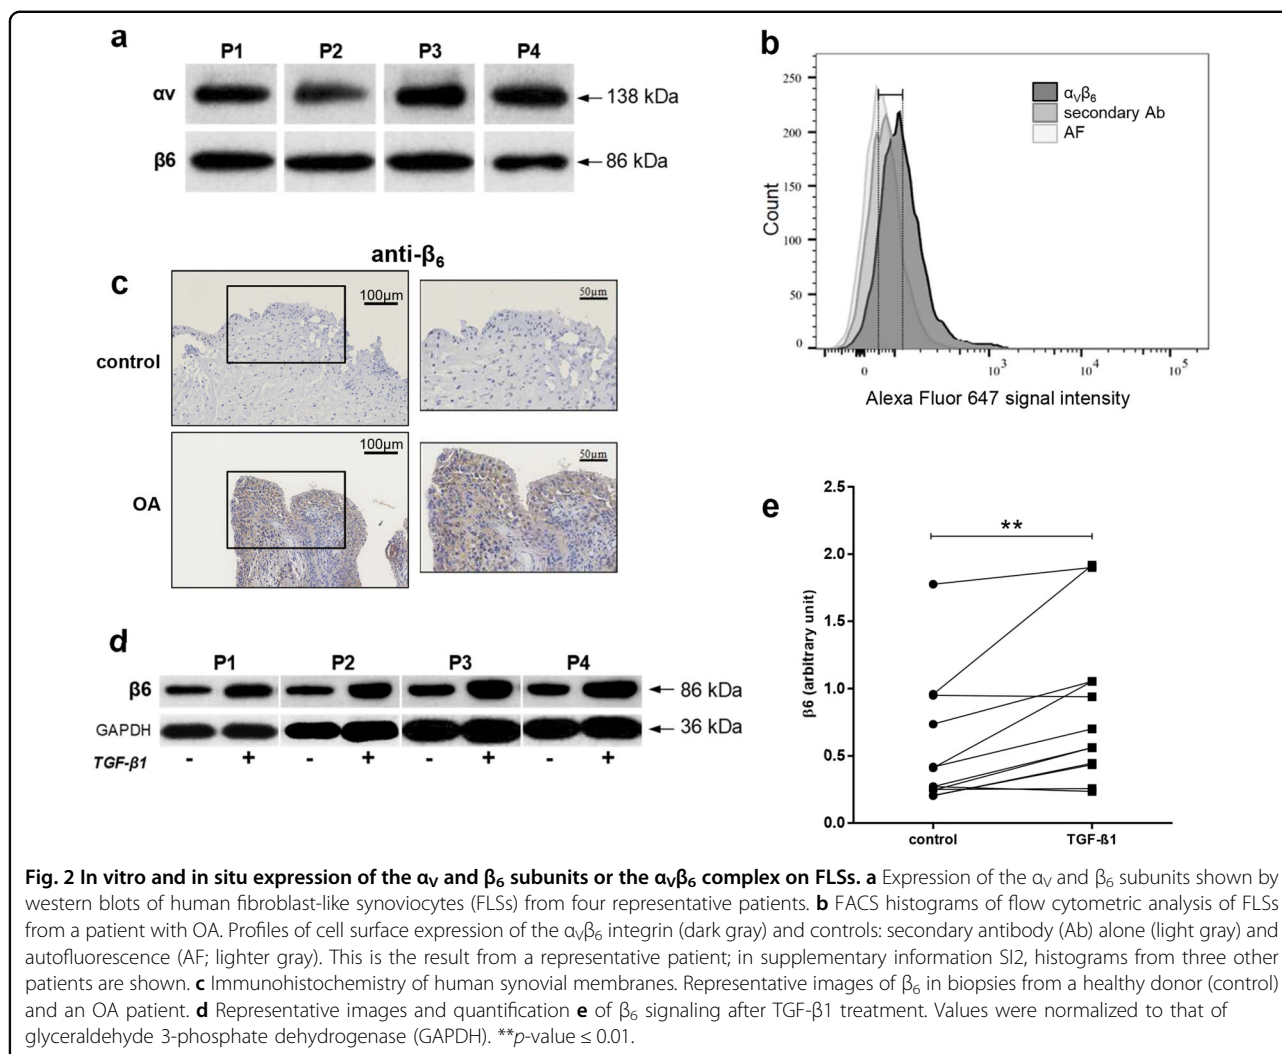 a
P1 P2 P3 P4
αv
138 kDa
β6
86 kDa
b
250
200
150
100
50
0
Count
αVβ6
secondary Ab
AF
0 10^3 10^4 10^5
Alexa Fluor 647 signal intensity
anti-β6
c
100µm
50µm
control
100µm
50µm
OA
d
P1 P2 P3 P4
β6
86 kDa
GAPDH
36 kDa
TGF-β1 - + - + - + - +
e
2.5
2.0
1.5
1.0
0.5
0.0
β6 (arbitrary unit)
**
control TGF-ß1
Fig. 2 In vitro and in situ expression of the αV and β6 subunits or the αVβ6 complex on FLSs. a Expression of the αV and β6 subunits shown by
western blots of human fibroblast-like synoviocytes (FLSs) from four representative patients. b FACS histograms of flow cytometric analysis of FLSs
from a patient with OA. Profiles of cell surface expression of the αVβ6 integrin (dark gray) and controls: secondary antibody (Ab) alone (light gray) and
autofluorescence (AF; lighter gray). This is the result from a representative patient; in supplementary information SI2, histograms from three other
patients are shown. c Immunohistochemistry of human synovial membranes. Representative images of β6 in biopsies from a healthy donor (control)
and an OA patient. d Representative images and quantification e of β6 signaling after TGF-β1 treatment. Values were normalized to that of
glyceraldehyde 3-phosphate dehydrogenase (GAPDH). **p-value ≤ 0.01.